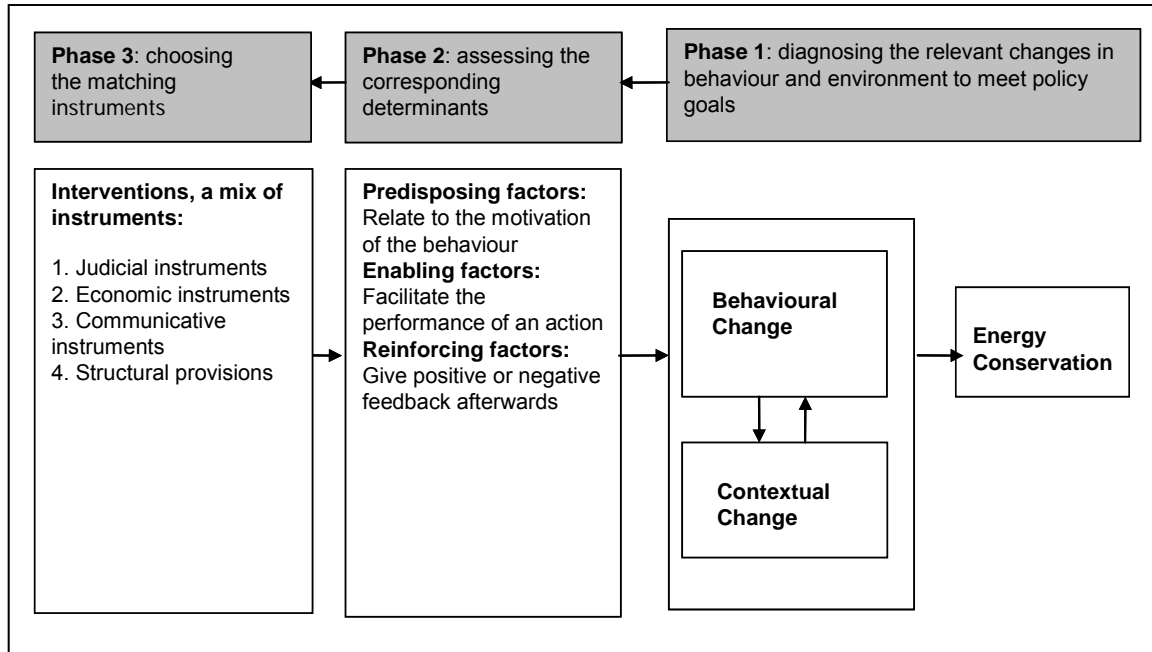 Phase 3: choosing
the matching
instruments
Phase 2: assessing the
corresponding
determinants
Phase 1: diagnosing the relevant changes in
behaviour and environment to meet policy
goals
Interventions, a mix of
instruments:
1. Judicial instruments
2. Economic instruments
3. Communicative
instruments
4. Structural provisions
Predisposing factors:
Relate to the motivation
of the behaviour
Enabling factors:
Facilitate the
performance of an action
Reinforcing factors:
Give positive or negative
feedback afterwards
Behavioural
Change
Contextual
Change
Energy
Conservation